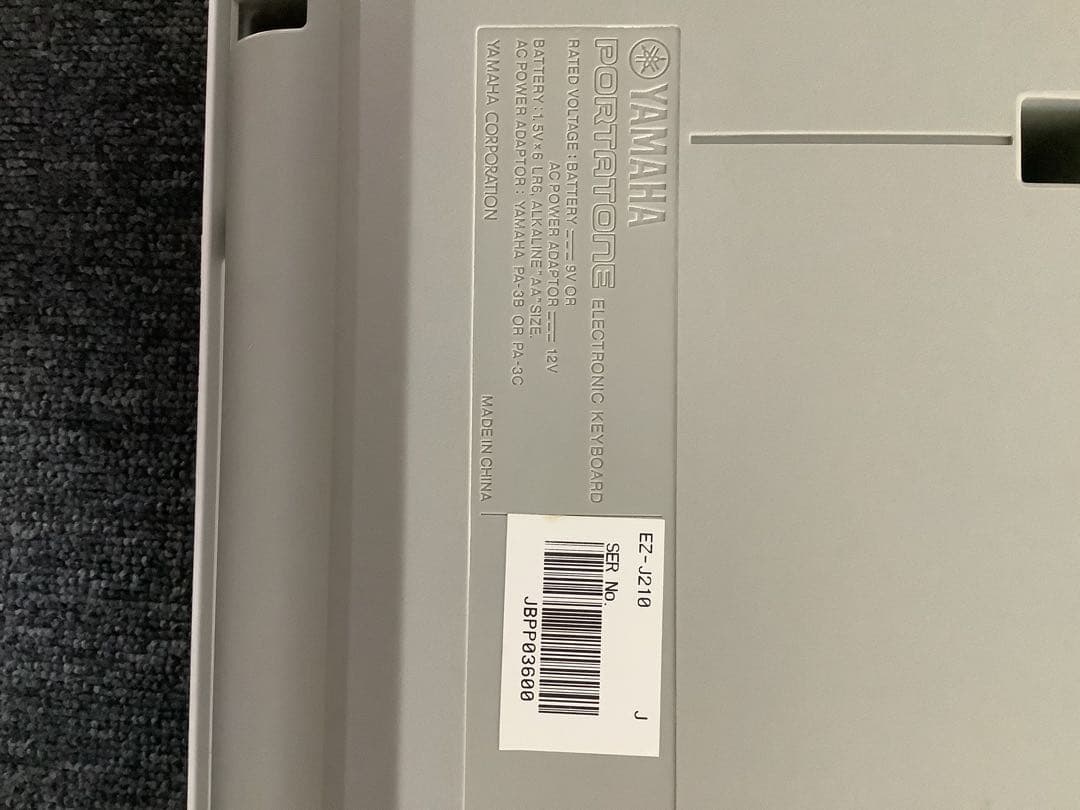 YAMAHA
PORTATONE ELECTRONIC KEYBOARD
RATED VOLTAGE : BATTERY ⎓ 9V OR
AC POWER ADAPTOR ⎓ 12V
BATTERY : 1.5V×6 LR6, ALKALINE "AA" SIZE.
AC POWER ADAPTOR : YAMAHA PA-3B OR PA-3C
YAMAHA CORPORATION MADE IN CHINA
EZ-J210 J
SER No.
JBPP03600